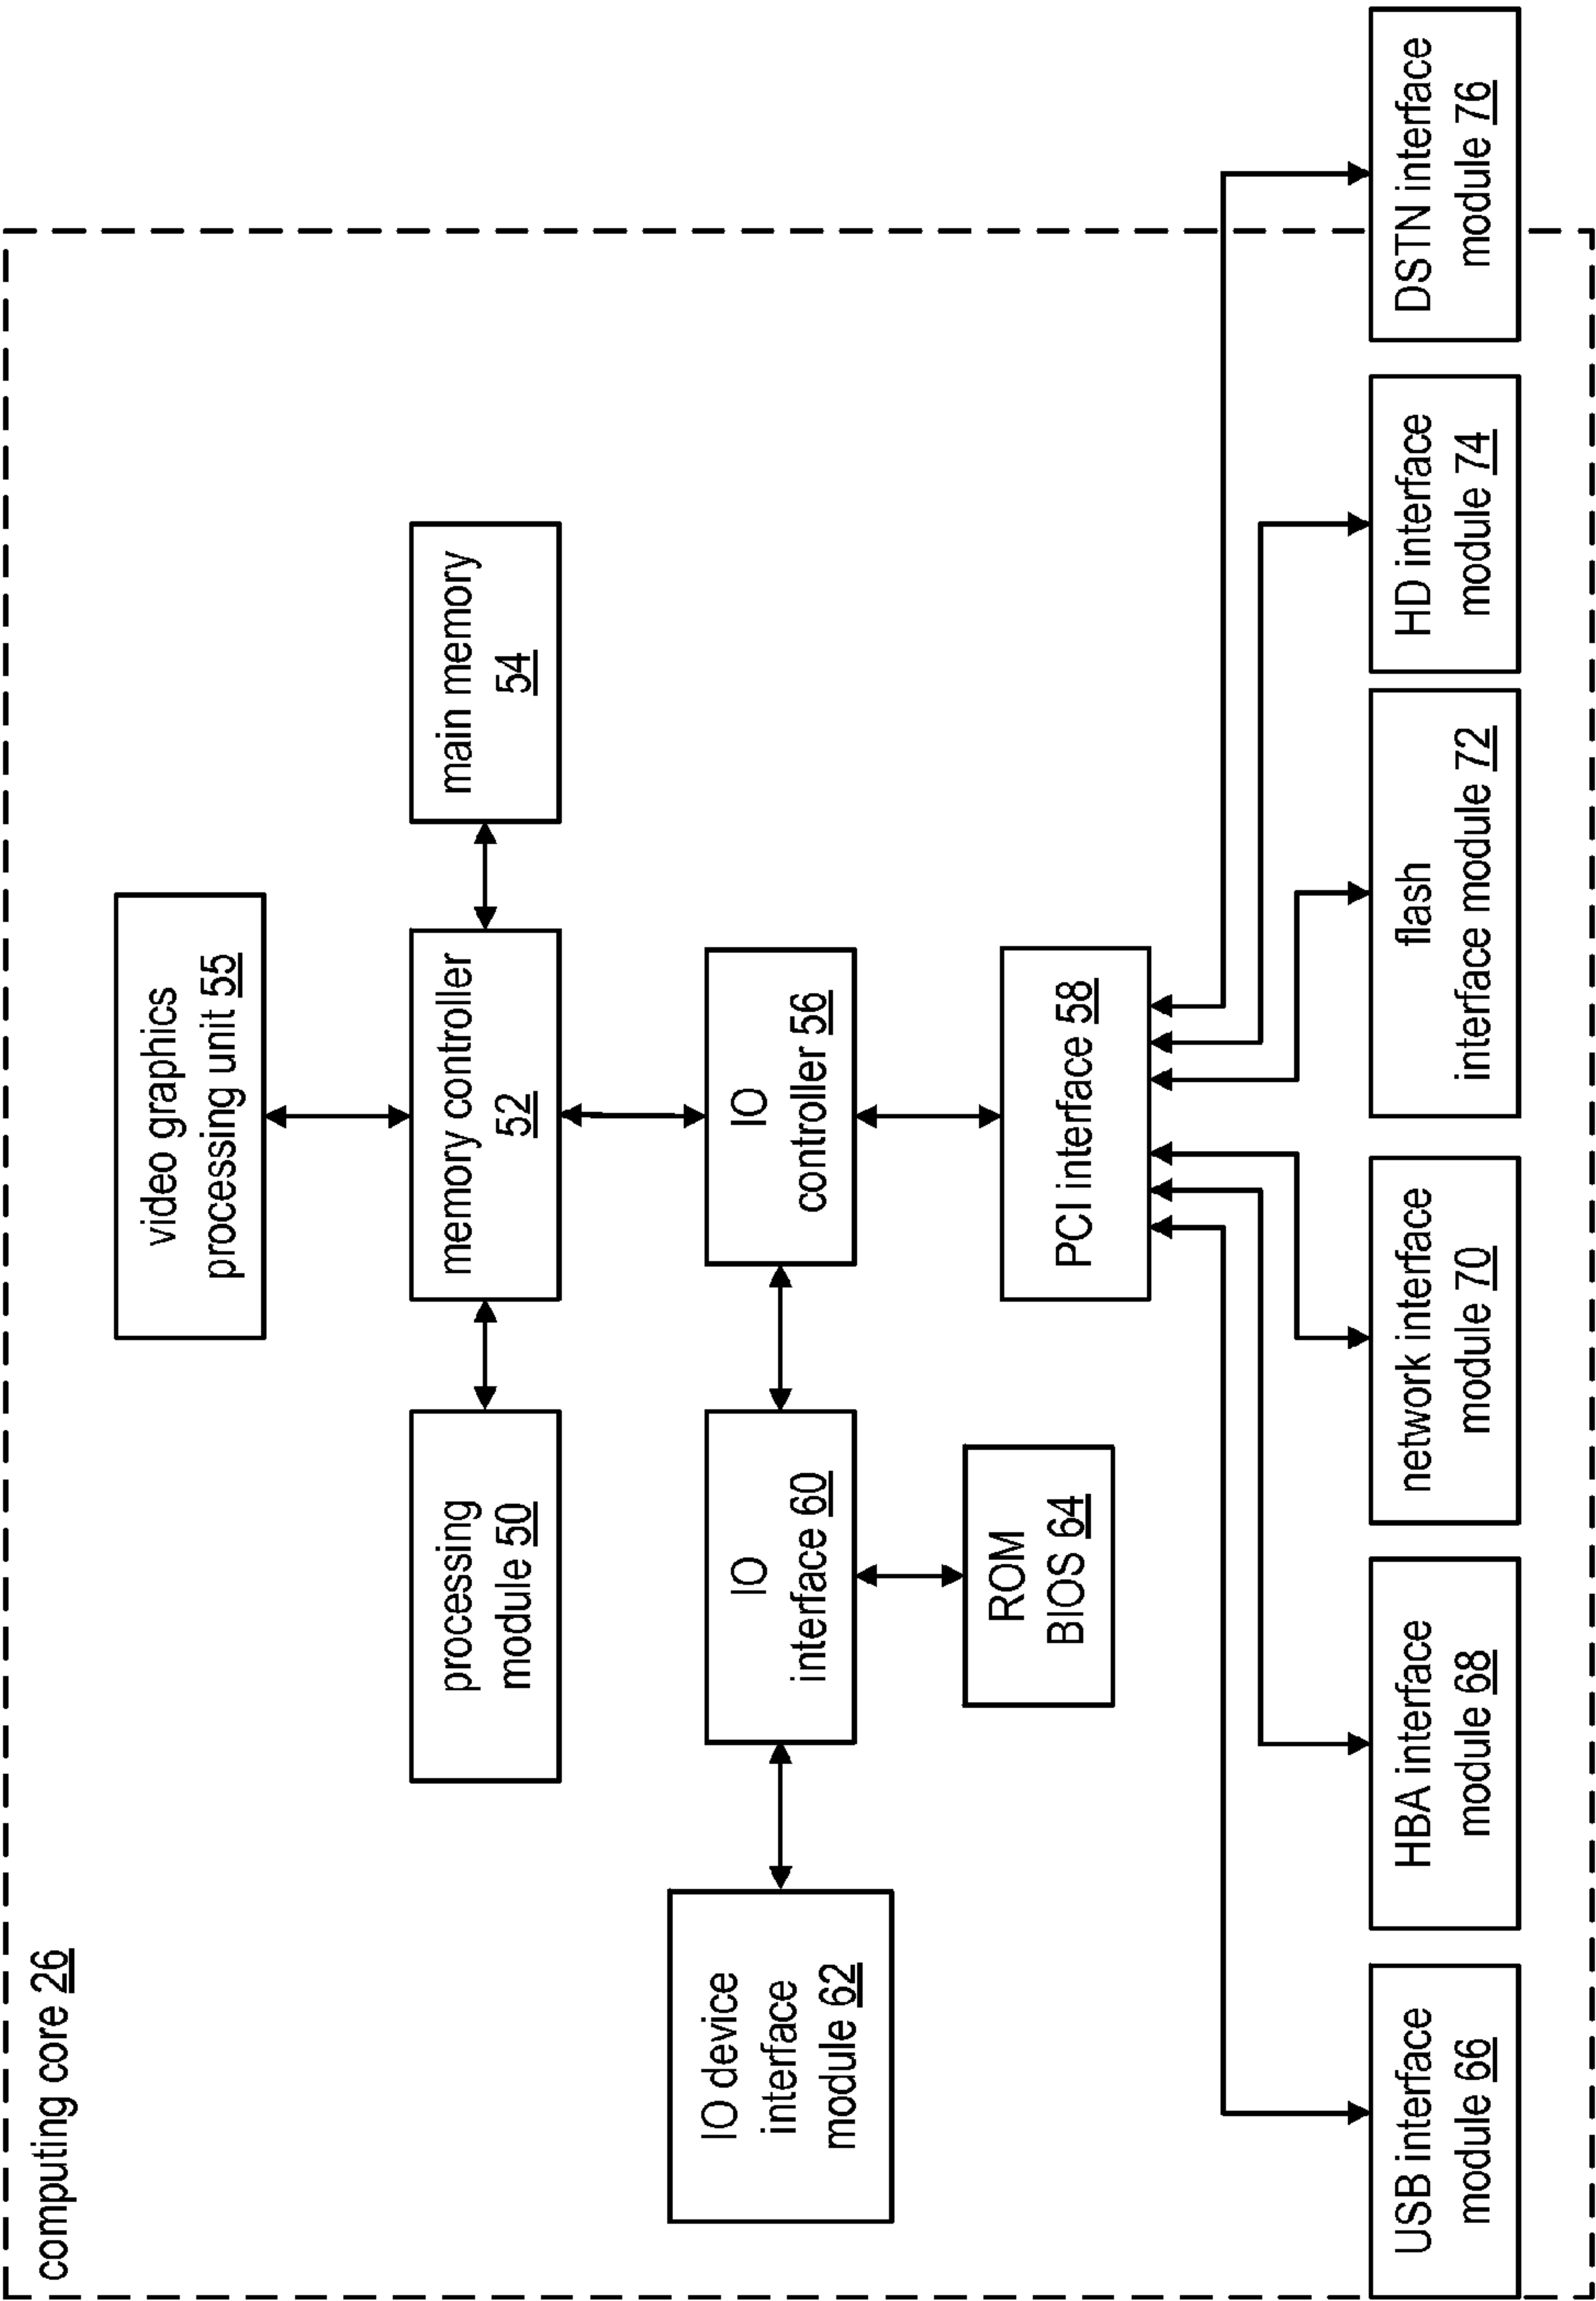 computing core 26
video graphics
processing unit 55
processing
module 50
memory controller
52
main memory
54
IO device
interface
module 62
IO
interface 60
IO
controller 56
ROM
BIOS 64
PCI interface 58
USB interface
module 66
HBA interface
module 68
network interface
module 70
flash
interface module 72
HD interface
module 74
DSTN interface
module 76